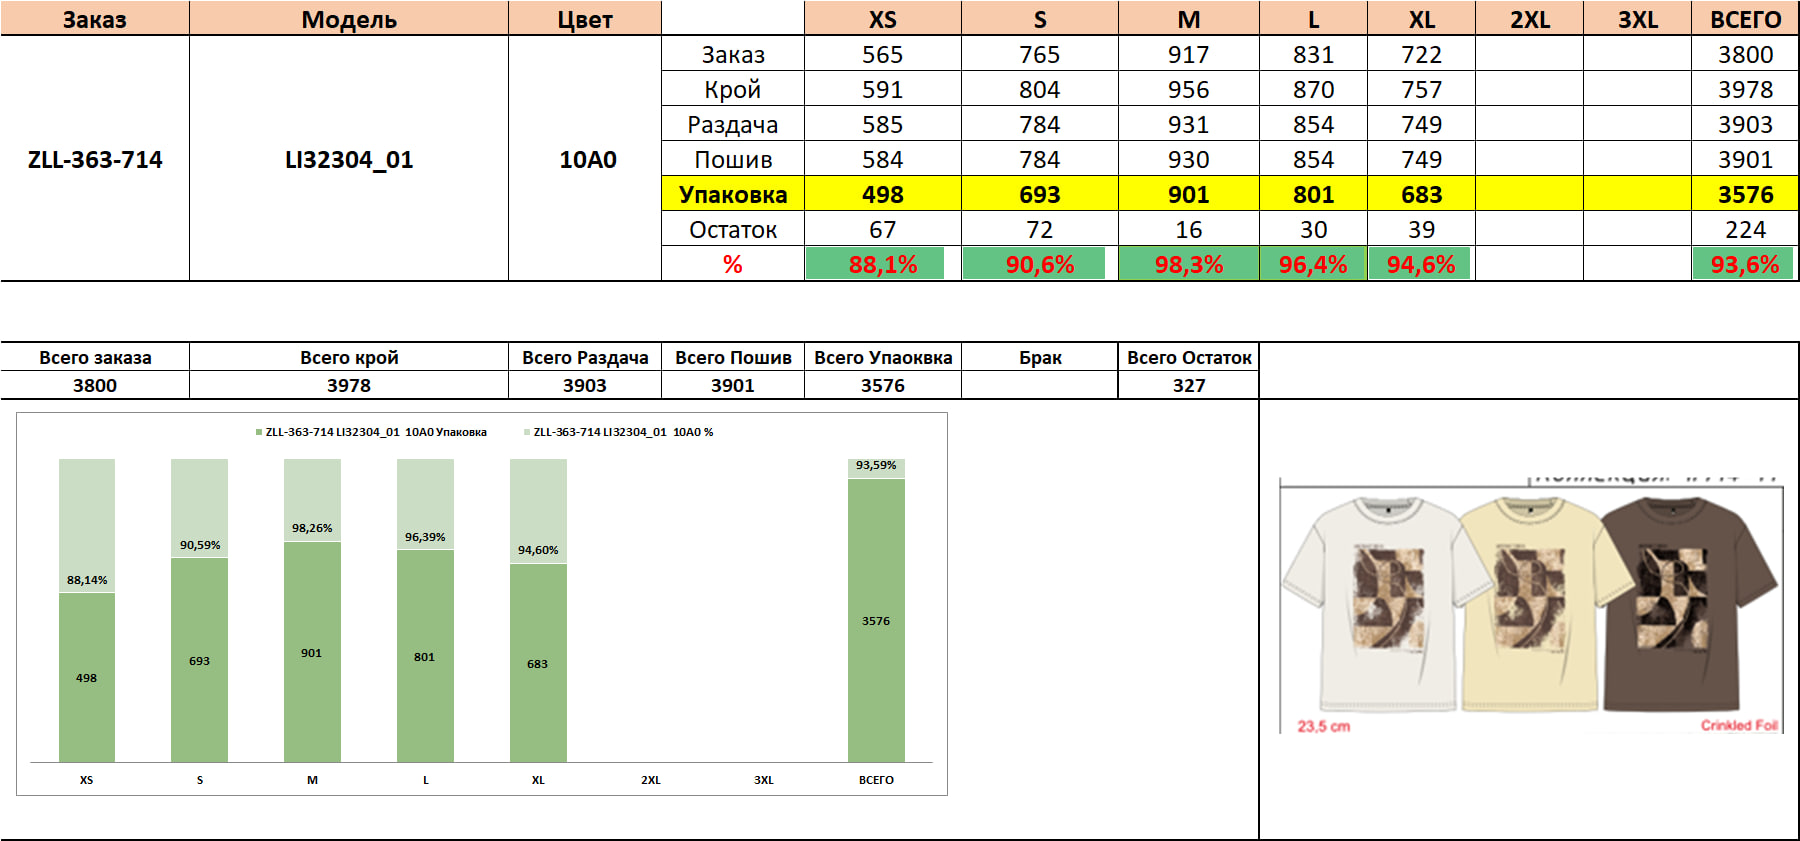 Заказ Модель Цвет XS S M L XL 2XL 3XL ВСЕГО
Заказ 565 765 917 831 722 3800
Крой 591 804 956 870 757 3978
Раздача 585 784 931 854 749 3903
ZLL-363-714 LI32304_01 10A0 Пошив 584 784 930 854 749 3901
Упаковка 498 693 901 801 683 3576
Остаток 67 72 16 30 39 224
% 88,1% 90,6% 98,3% 96,4% 94,6% 93,6%
Всего заказа Всего крой Всего Раздача Всего Пошив Всего Упаоквка Брак Всего Остаток
3800 3978 3903 3901 3576 327
ZLL-363-714 LI32304_01 10A0 Упаковка ZLL-363-714 LI32304_01 10A0 %
93,59%
98,26%
96,39%
90,59%
94,60%
88,14%
3576
901
801
693
683
498
XS S M L XL 2XL 3XL ВСЕГО
23,5 cm Crinkled Foil